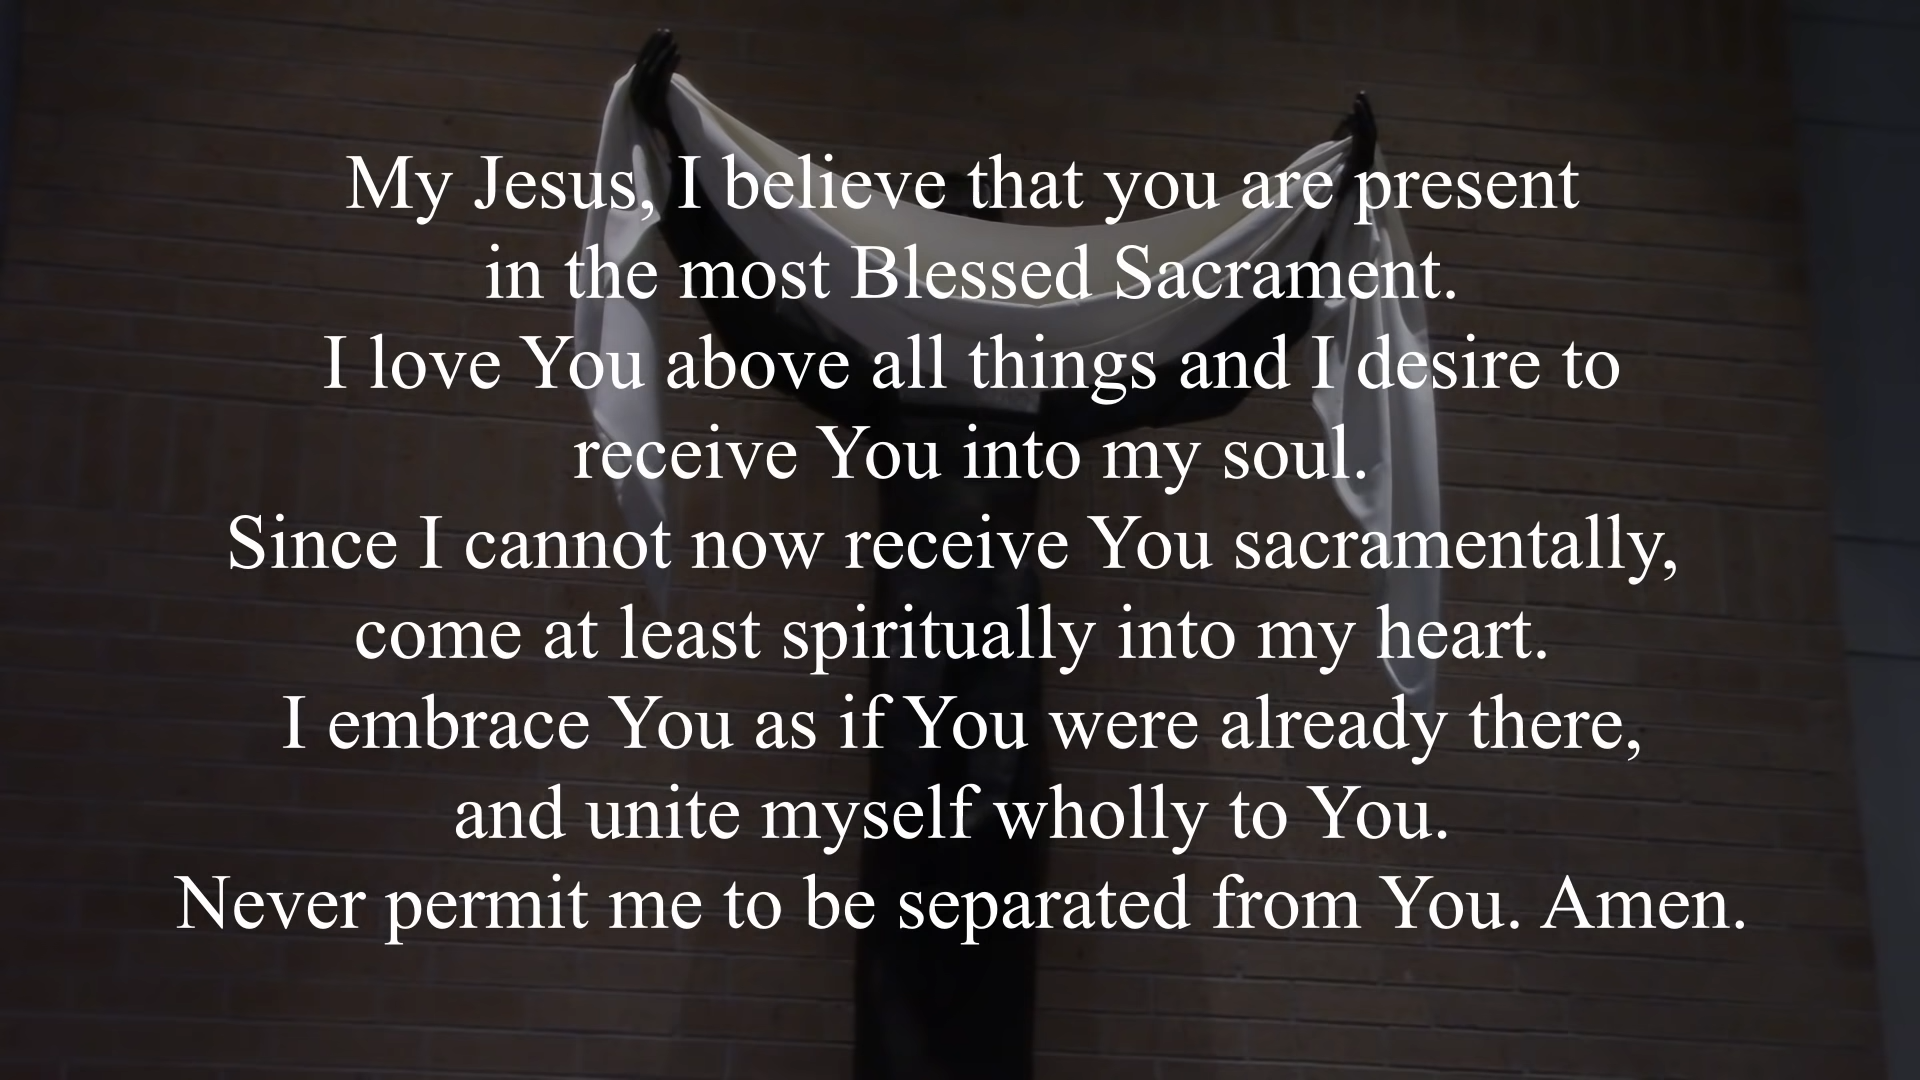 My Jesus, I believe that you are present
in the most Blessed Sacrament.
I love You above all things and I desire to
receive You into my soul.
Since I cannot now receive You sacramentally,
come at least spiritually into my heart.
I embrace You as if You were already there,
and unite myself wholly to You.
Never permit me to be separated from You. Amen.